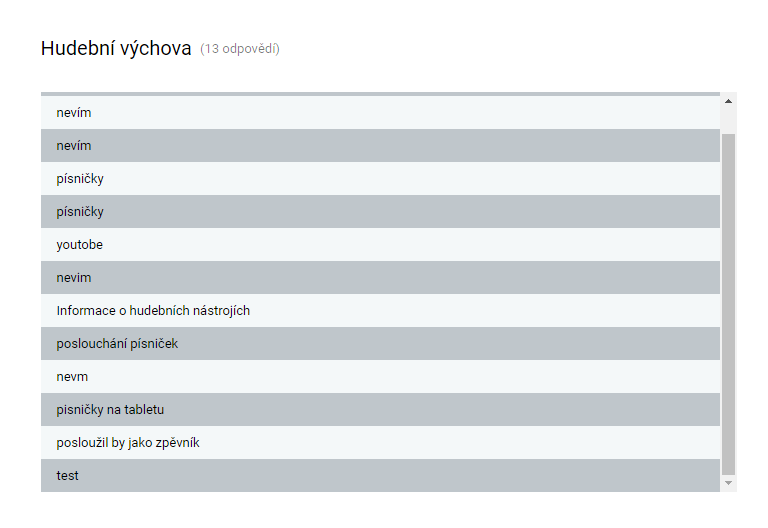 Hudební výchova (13 odpovědí)
nevím
nevím
písničky
písničky
youtobe
nevim
Informace o hudebních nástrojích
poslouchání písniček
nevm
pisničky na tabletu
posloužil by jako zpěvník
test